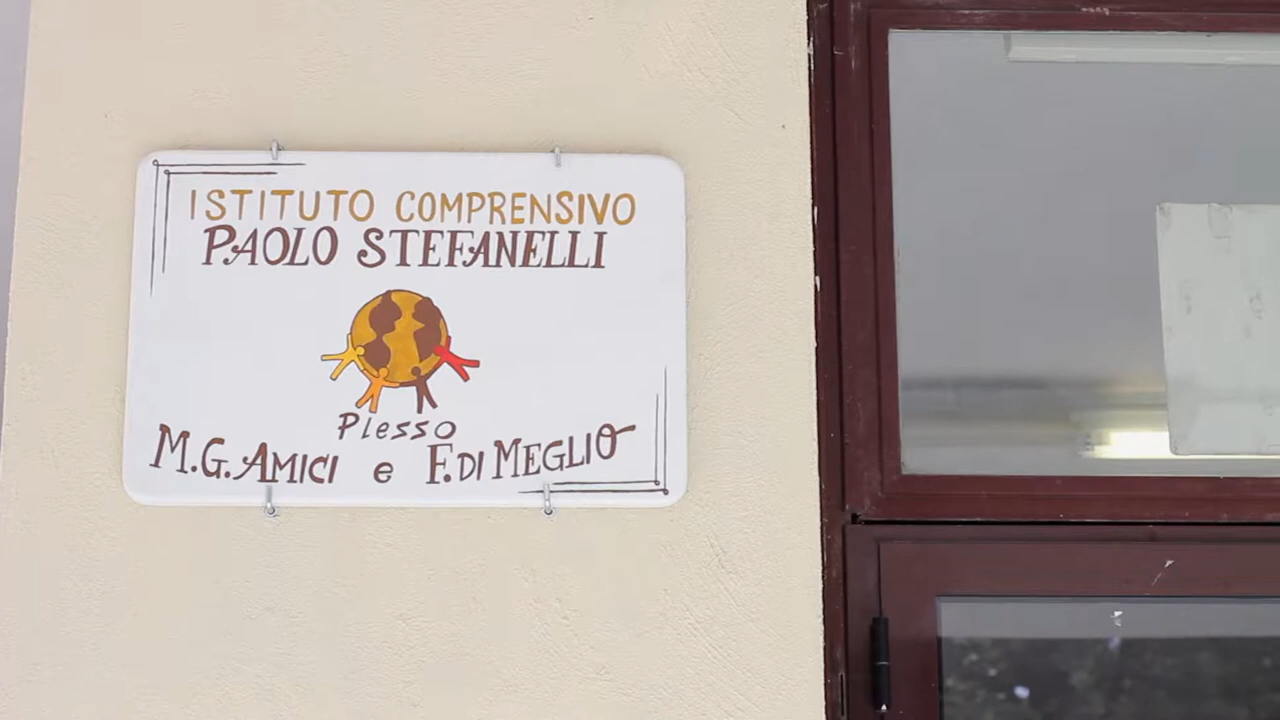 ISTITUTO COMPRENSIVO
PAOLO STEFANELLI
Plesso
M.G. AMICI e F. DI MEGLIO